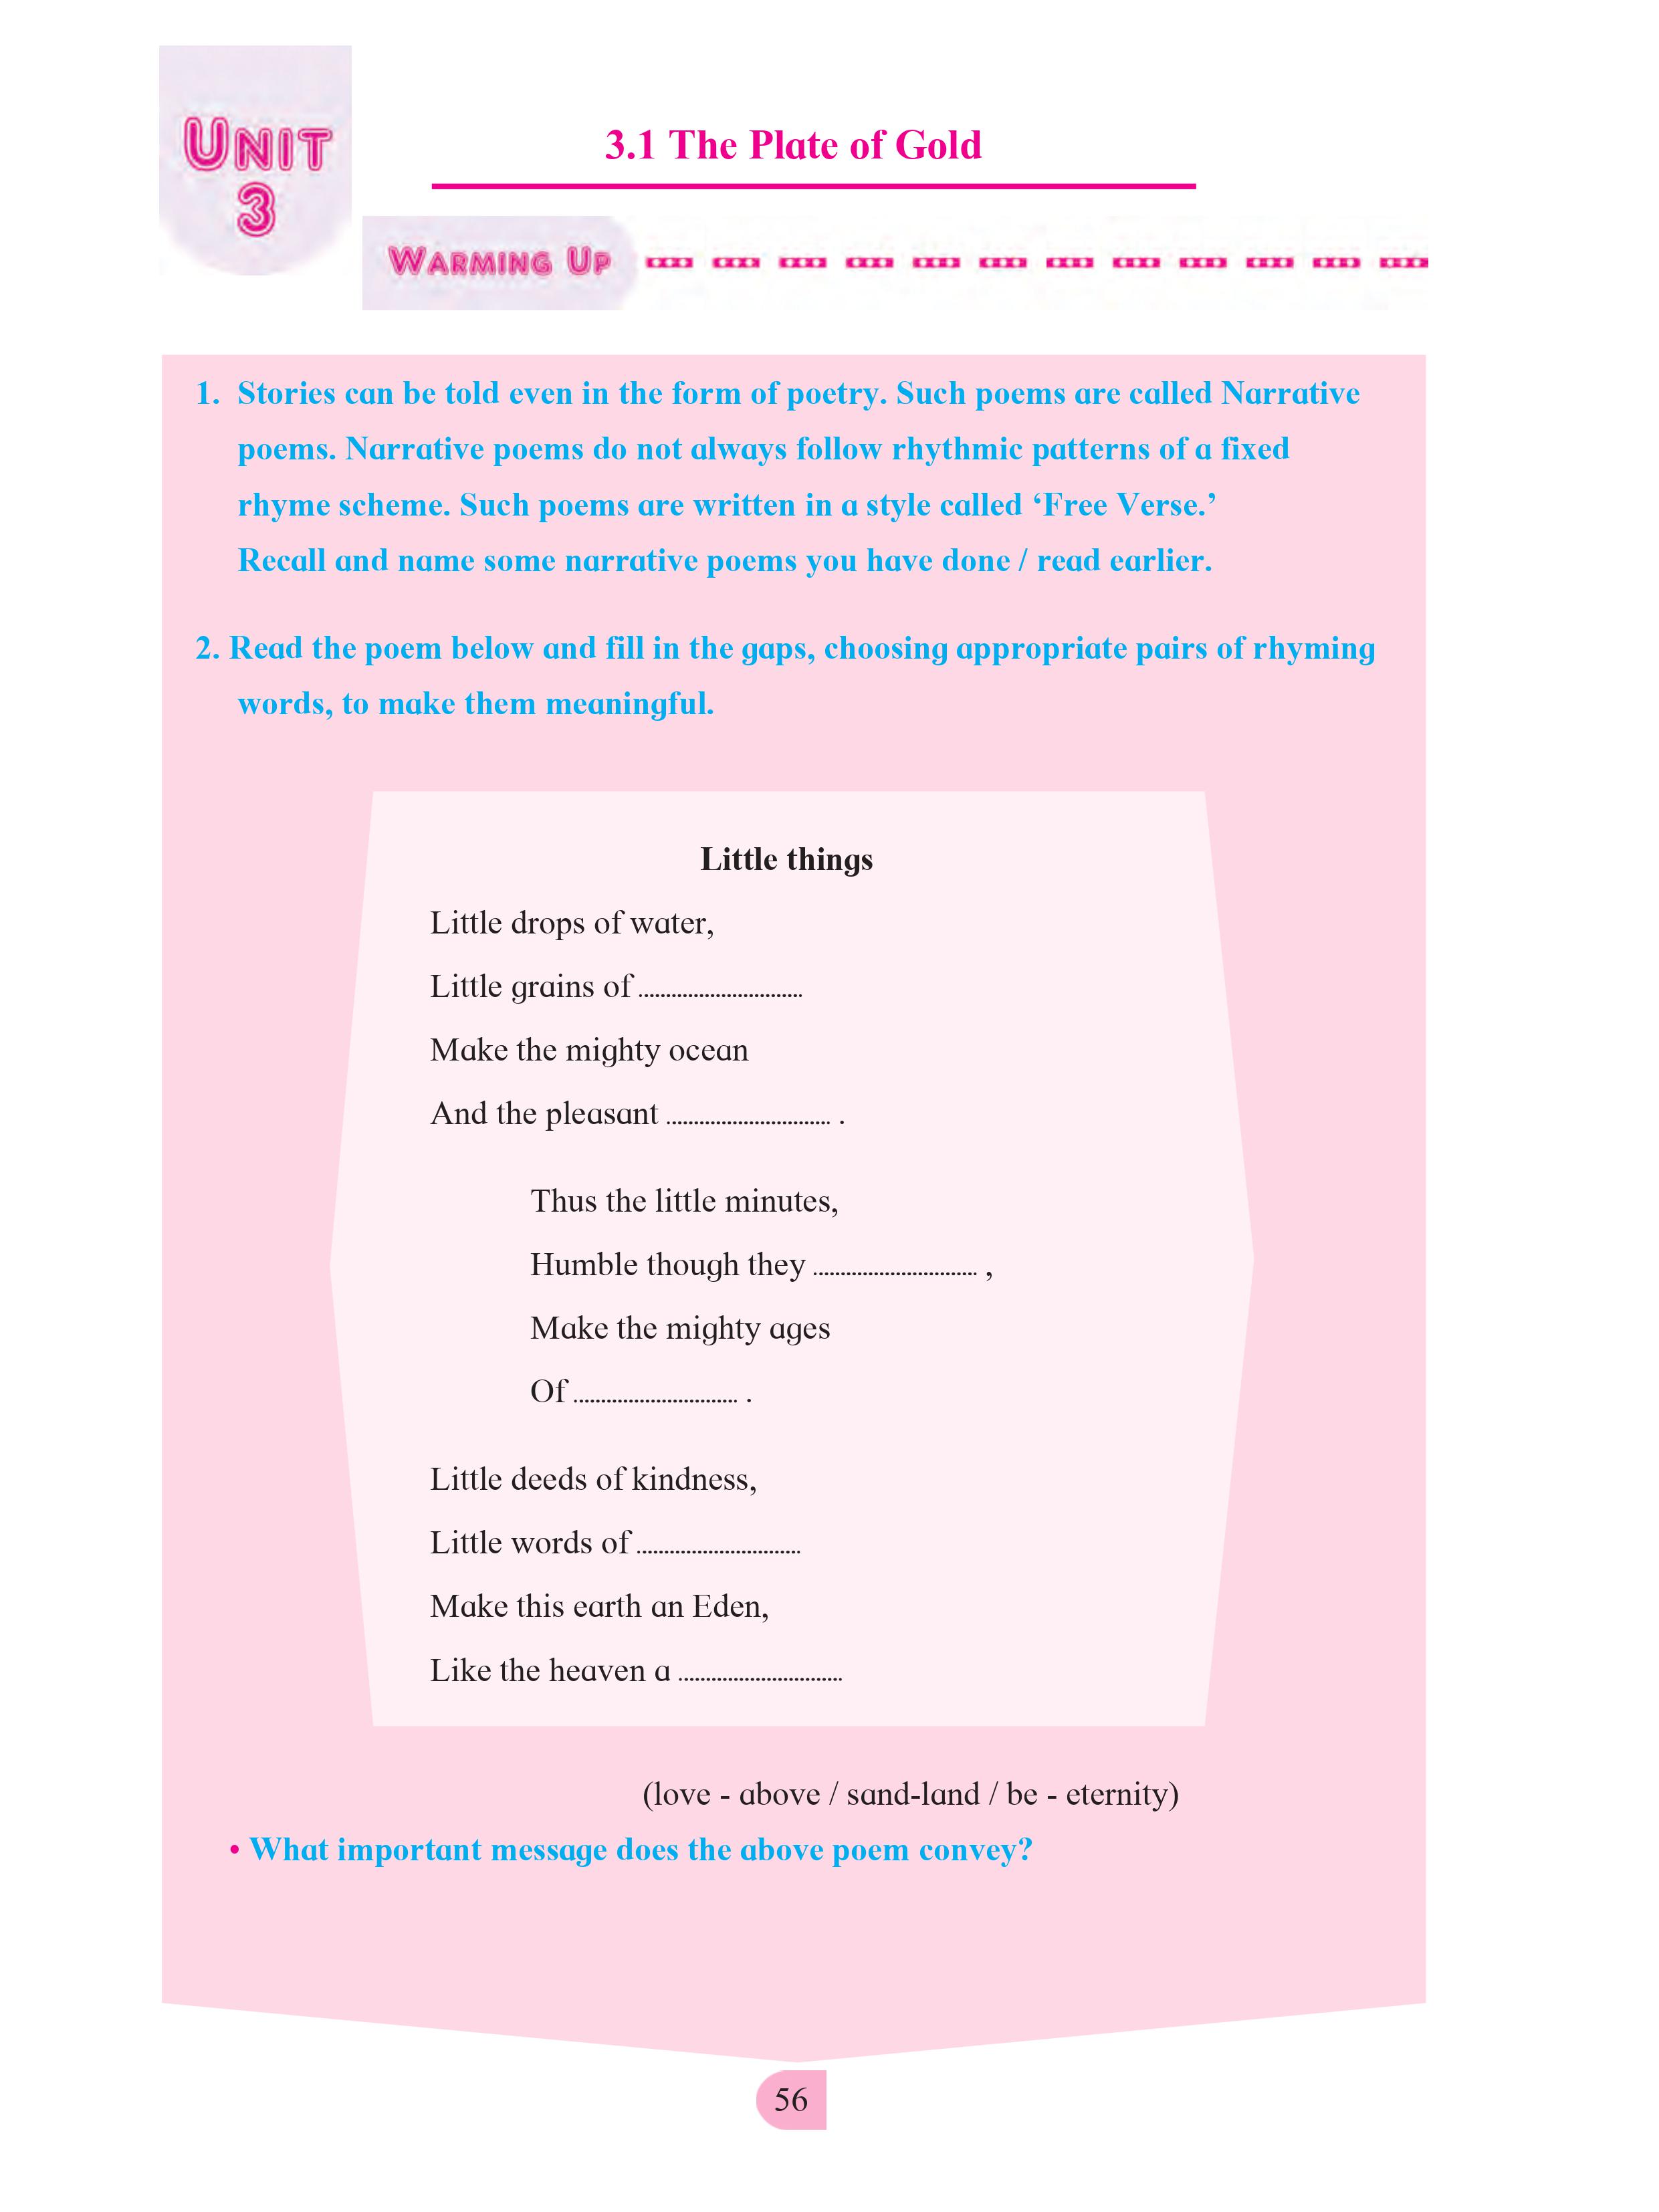 UNIT
3
3.1 The Plate of Gold
WARMING UP
1. Stories can be told even in the form of poetry. Such poems are called Narrative
poems. Narrative poems do not always follow rhythmic patterns of a fixed
rhyme scheme. Such poems are written in a style called ‘Free Verse.’
Recall and name some narrative poems you have done / read earlier.
2. Read the poem below and fill in the gaps, choosing appropriate pairs of rhyming
words, to make them meaningful.
Little things
Little drops of water,
Little grains of ..............................
Make the mighty ocean
And the pleasant .............................. .
Thus the little minutes,
Humble though they .............................. ,
Make the mighty ages
Of .............................. .
Little deeds of kindness,
Little words of ..............................
Make this earth an Eden,
Like the heaven a ..............................
(love - above / sand-land / be - eternity)
• What important message does the above poem convey?
56